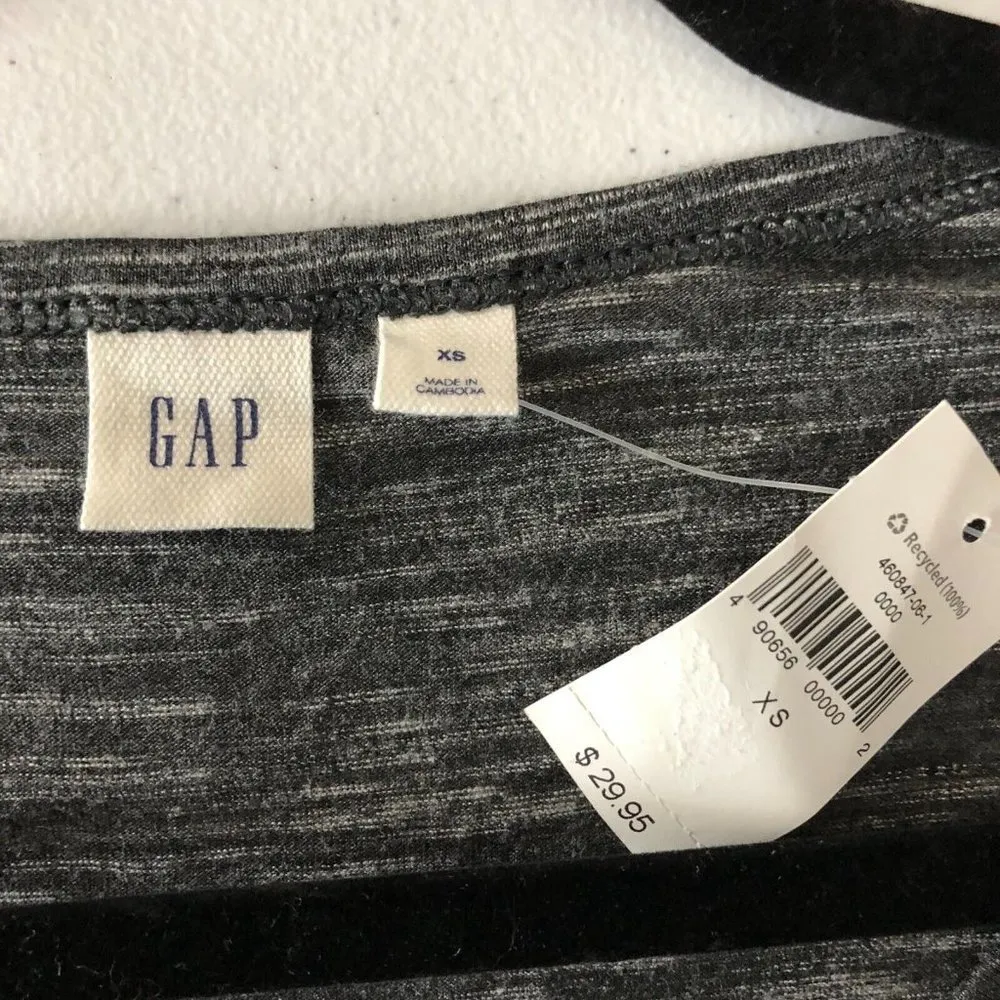 GAP
XS
MADE IN
CAMBODIA
Recycled (100%)
460847-06-1
0000
4 90656 00000 2
XS
$ 29.95